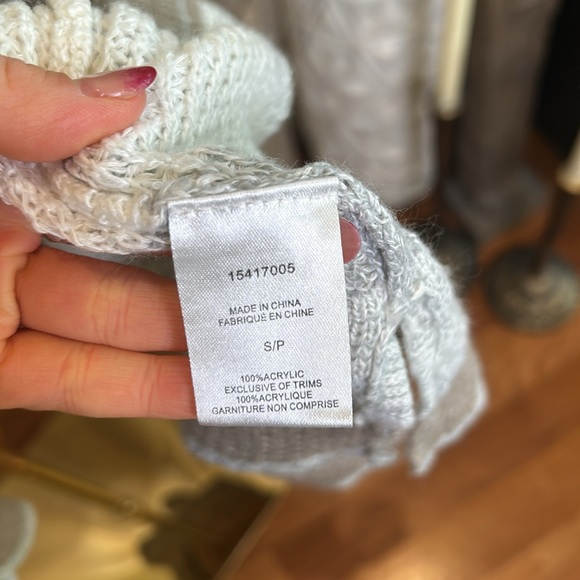 15417005
MADE IN CHINA
FABRIQUÉ EN CHINE
S/P
100%ACRYLIC
EXCLUSIVE OF TRIMS
100%ACRYLIQUE
GARNITURE NON COMPRISE